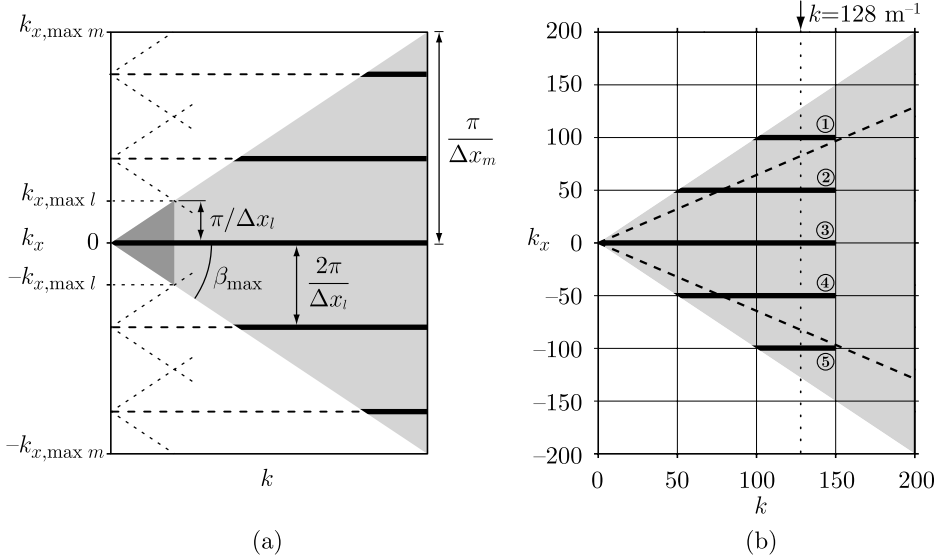 k_{x,max m}
π / Δx_m
k_{x,max l}
π/Δx_l
k_x 0
β_max
2π / Δx_l
–k_{x,max l}
–k_{x,max m}
k
(a)
k=128 m⁻¹
200
150
100
50
k_x 0
–50
–100
–150
–200
①
②
③
④
⑤
0 50 100 150 200
k
(b)